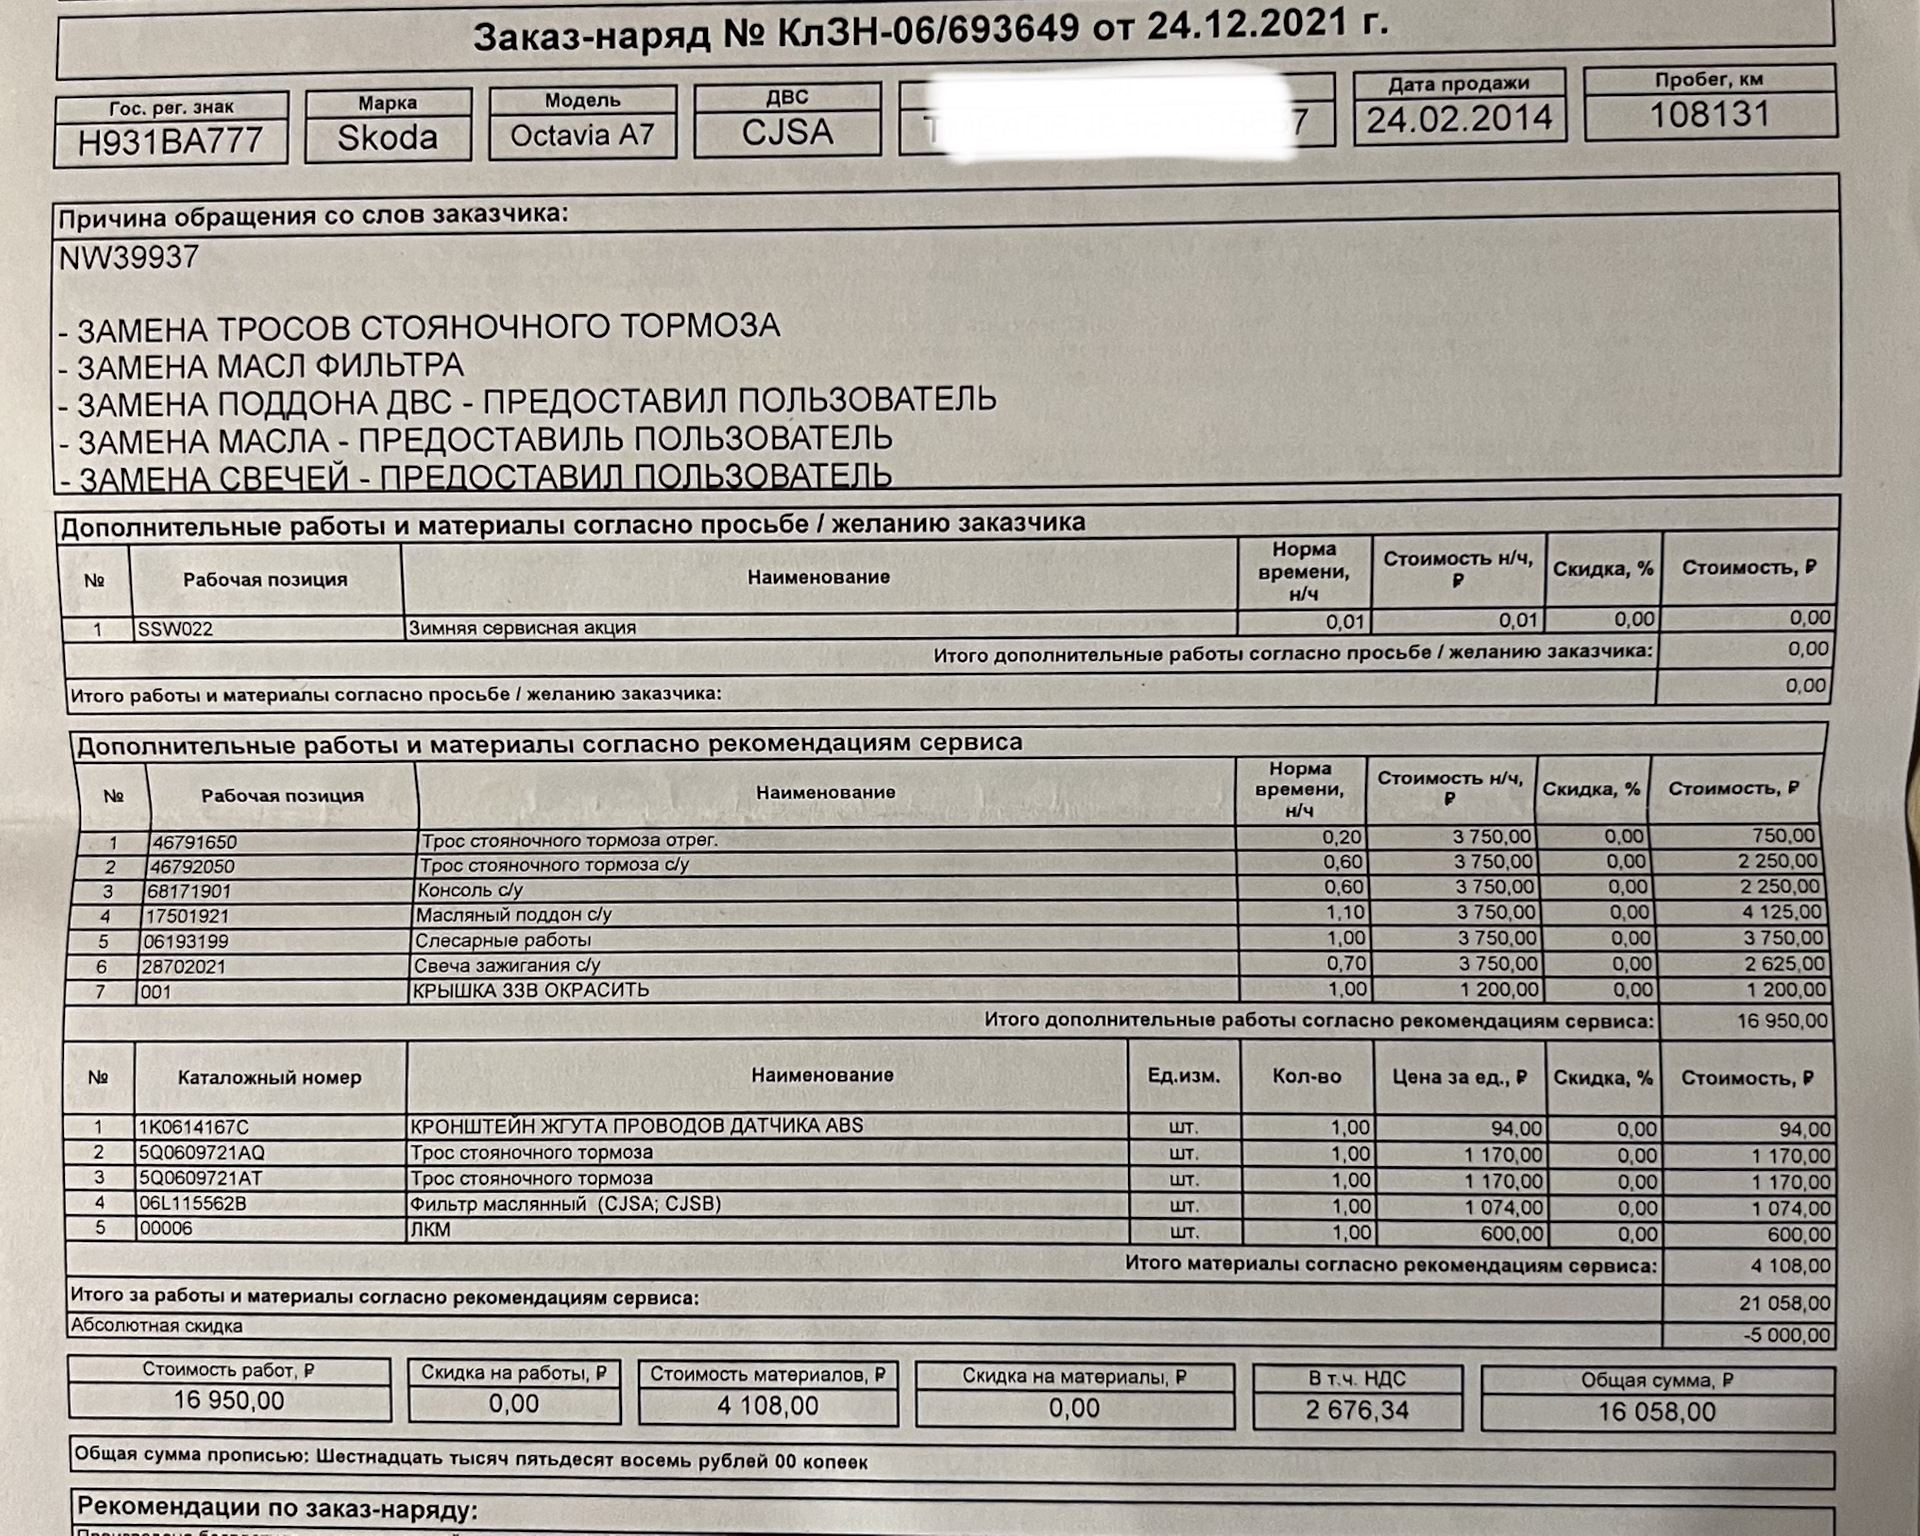 Заказ-наряд № КлЗН-06/693649 от 24.12.2021 г.
Гос. рег. знак Марка Модель ДВС Дата продажи Пробег, км
Н931ВА777 Skoda Octavia A7 CJSA 7 24.02.2014 108131
Причина обращения со слов заказчика:
NW39937
- ЗАМЕНА ТРОСОВ СТОЯНОЧНОГО ТОРМОЗА
- ЗАМЕНА МАСЛ ФИЛЬТРА
- ЗАМЕНА ПОДДОНА ДВС - ПРЕДОСТАВИЛ ПОЛЬЗОВАТЕЛЬ
- ЗАМЕНА МАСЛА - ПРЕДОСТАВИЛЬ ПОЛЬЗОВАТЕЛЬ
- ЗАМЕНА СВЕЧЕЙ - ПРЕДОСТАВИЛ ПОЛЬЗОВАТЕЛЬ
Дополнительные работы и материалы согласно просьбе / желанию заказчика
№ Рабочая позиция Наименование Норма времени, н/ч Стоимость н/ч, ₽ Скидка, % Стоимость, ₽
1 SSW022 Зимняя сервисная акция 0,01 0,01 0,00 0,00
Итого дополнительные работы согласно просьбе / желанию заказчика: 0,00
Итого работы и материалы согласно просьбе / желанию заказчика: 0,00
Дополнительные работы и материалы согласно рекомендациям сервиса
№ Рабочая позиция Наименование Норма времени, н/ч Стоимость н/ч, ₽ Скидка, % Стоимость, ₽
1 46791650 Трос стояночного тормоза отрег. 0,20 3 750,00 0,00 750,00
2 46792050 Трос стояночного тормоза с/у 0,60 3 750,00 0,00 2 250,00
3 68171901 Консоль с/у 0,60 3 750,00 0,00 2 250,00
4 17501921 Масляный поддон с/у 1,10 3 750,00 0,00 4 125,00
5 06193199 Слесарные работы 1,00 3 750,00 0,00 3 750,00
6 28702021 Свеча зажигания с/у 0,70 3 750,00 0,00 2 625,00
7 001 КРЫШКА ЗЗВ ОКРАСИТЬ 1,00 1 200,00 0,00 1 200,00
Итого дополнительные работы согласно рекомендациям сервиса: 16 950,00
№ Каталожный номер Наименование Ед.изм. Кол-во Цена за ед., ₽ Скидка, % Стоимость, ₽
1 1K0614167C КРОНШТЕЙН ЖГУТА ПРОВОДОВ ДАТЧИКА ABS шт. 1,00 94,00 0,00 94,00
2 5Q0609721AQ Трос стояночного тормоза шт. 1,00 1 170,00 0,00 1 170,00
3 5Q0609721AT Трос стояночного тормоза шт. 1,00 1 170,00 0,00 1 170,00
4 06L115562B Фильтр маслянный (CJSA; CJSB) шт. 1,00 1 074,00 0,00 1 074,00
5 00006 ЛКМ шт. 1,00 600,00 0,00 600,00
Итого материалы согласно рекомендациям сервиса: 4 108,00
Итого за работы и материалы согласно рекомендациям сервиса: 21 058,00
Абсолютная скидка -5 000,00
Стоимость работ, ₽ Скидка на работы, ₽ Стоимость материалов, ₽ Скидка на материалы, ₽ В т.ч. НДС Общая сумма, ₽
16 950,00 0,00 4 108,00 0,00 2 676,34 16 058,00
Общая сумма прописью: Шестнадцать тысяч пятьдесят восемь рублей 00 копеек
Рекомендации по заказ-наряду: